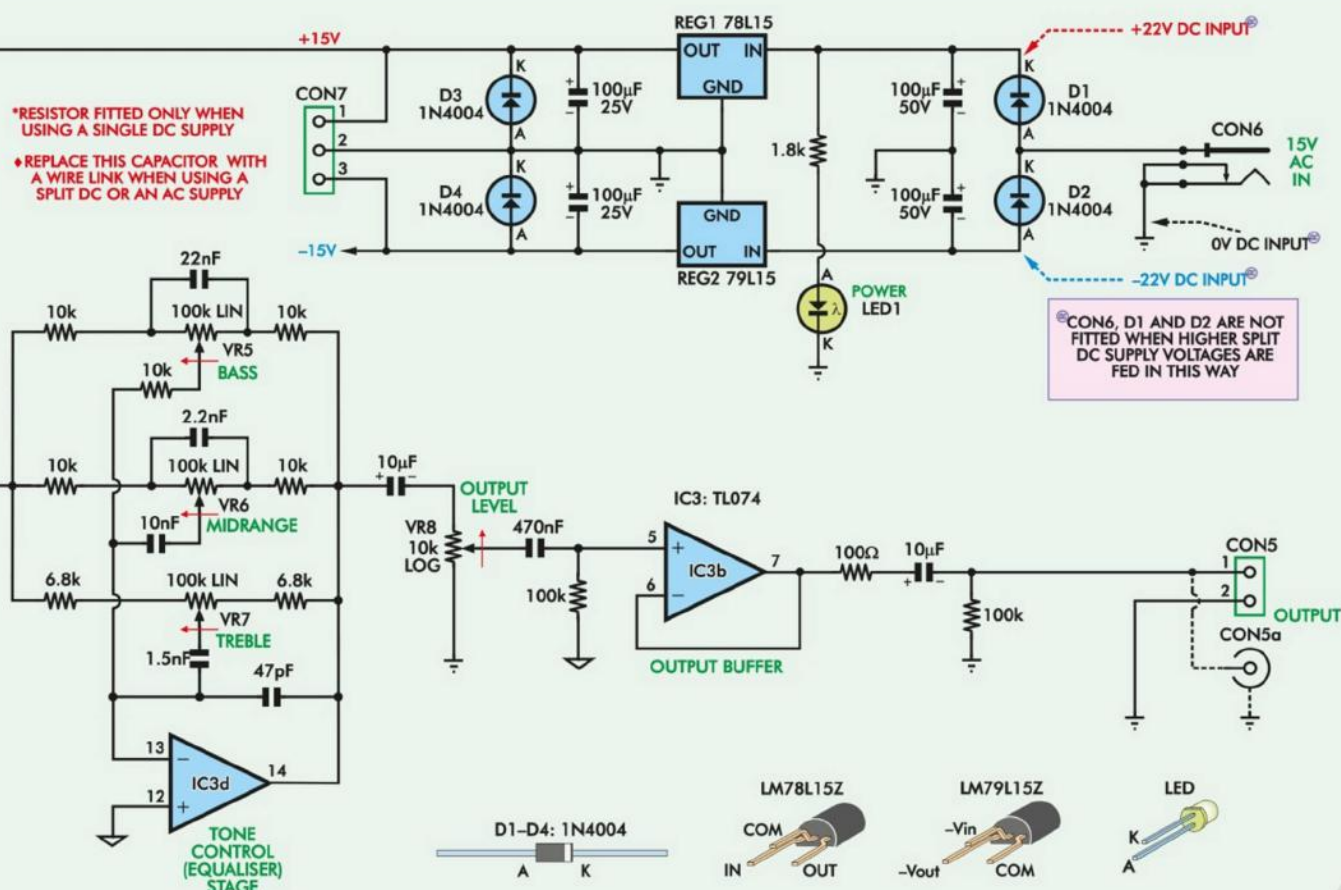 REG1 78L15
+15V
OUT IN
GND
+22V DC INPUT
K
D3
1N4004
A
+
100µF
25V
–
+
100µF
50V
–
K
D1
1N4004
A
CON7
1
2
3
*RESISTOR FITTED ONLY WHEN
USING A SINGLE DC SUPPLY
♦REPLACE THIS CAPACITOR WITH
A WIRE LINK WHEN USING A
SPLIT DC OR AN AC SUPPLY
1.8k
CON6
15V
AC
IN
K
D4
1N4004
A
+
100µF
25V
–
GND
OUT IN
REG2 79L15
+
100µF
50V
–
K
D2
1N4004
A
0V DC INPUT
–15V
–22V DC INPUT
A
POWER
LED1
λ
K
CON6, D1 AND D2 ARE NOT
FITTED WHEN HIGHER SPLIT
DC SUPPLY VOLTAGES ARE
FED IN THIS WAY
22nF
10k
100k LIN
10k
VR5
BASS
10k
2.2nF
10k
100k LIN
10k
VR6
MIDRANGE
10nF
6.8k
100k LIN
6.8k
VR7
TREBLE
1.5nF
47pF
10µF
+ –
OUTPUT
LEVEL
VR8
10k
LOG
470nF
100k
IC3: TL074
5
+
IC3b
6
–
7
OUTPUT BUFFER
100Ω
10µF
+ –
100k
CON5
1
2
OUTPUT
CON5a
13
–
IC3d
14
12
+
TONE
CONTROL
(EQUALISER)
STAGE
D1–D4: 1N4004
A K
LM78L15Z
COM
IN OUT
LM79L15Z
–Vin
–Vout COM
LED
K
A